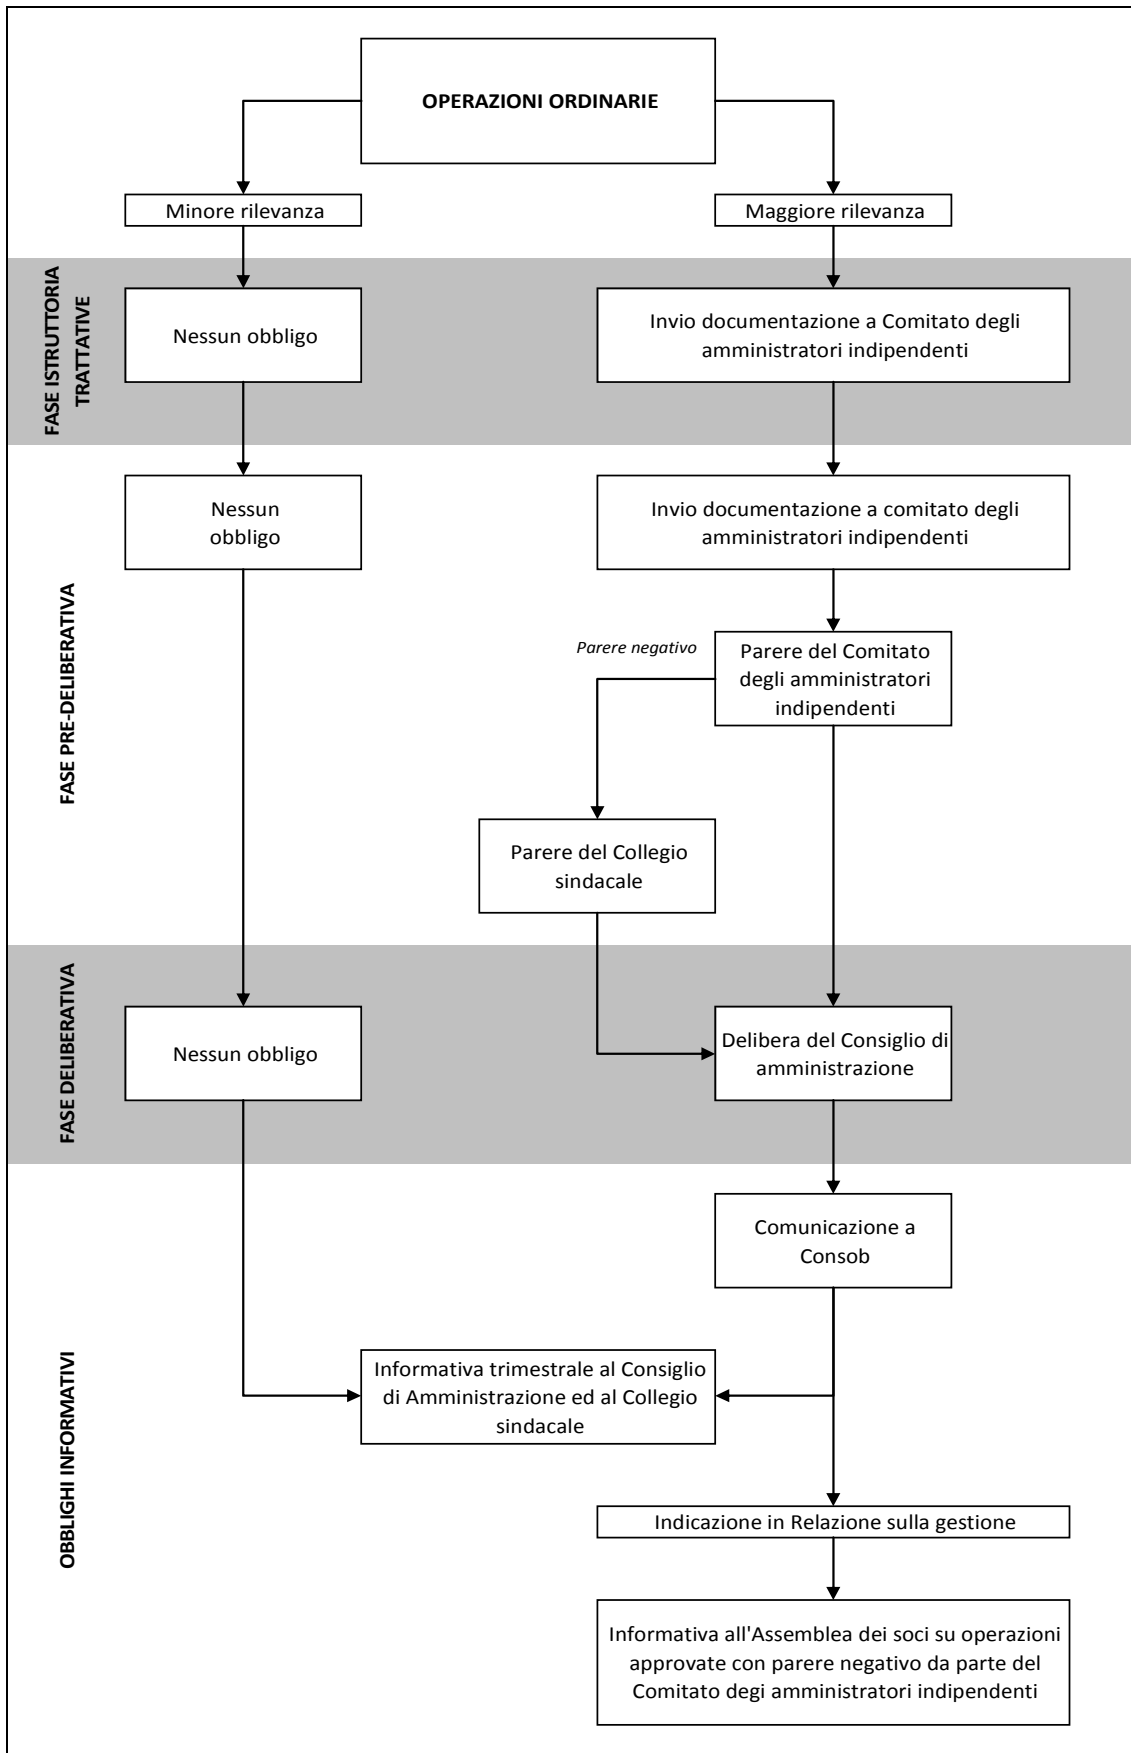 OPERAZIONI ORDINARIE
Minore rilevanza
Maggiore rilevanza
FASE ISTRUTTORIA
TRATTATIVE
Nessun obbligo
Invio documentazione a Comitato degli
amministratori indipendenti
FASE PRE-DELIBERATIVA
Nessun
obbligo
Invio documentazione a comitato degli
amministratori indipendenti
Parere negativo
Parere del Comitato
degli amministratori
indipendenti
Parere del Collegio
sindacale
FASE DELIBERATIVA
Nessun obbligo
Delibera del Consiglio di
amministrazione
OBBLIGHI INFORMATIVI
Comunicazione a
Consob
Informativa trimestrale al Consiglio
di Amministrazione ed al Collegio
sindacale
Indicazione in Relazione sulla gestione
Informativa all'Assemblea dei soci su operazioni
approvate con parere negativo da parte del
Comitato degi amministratori indipendenti